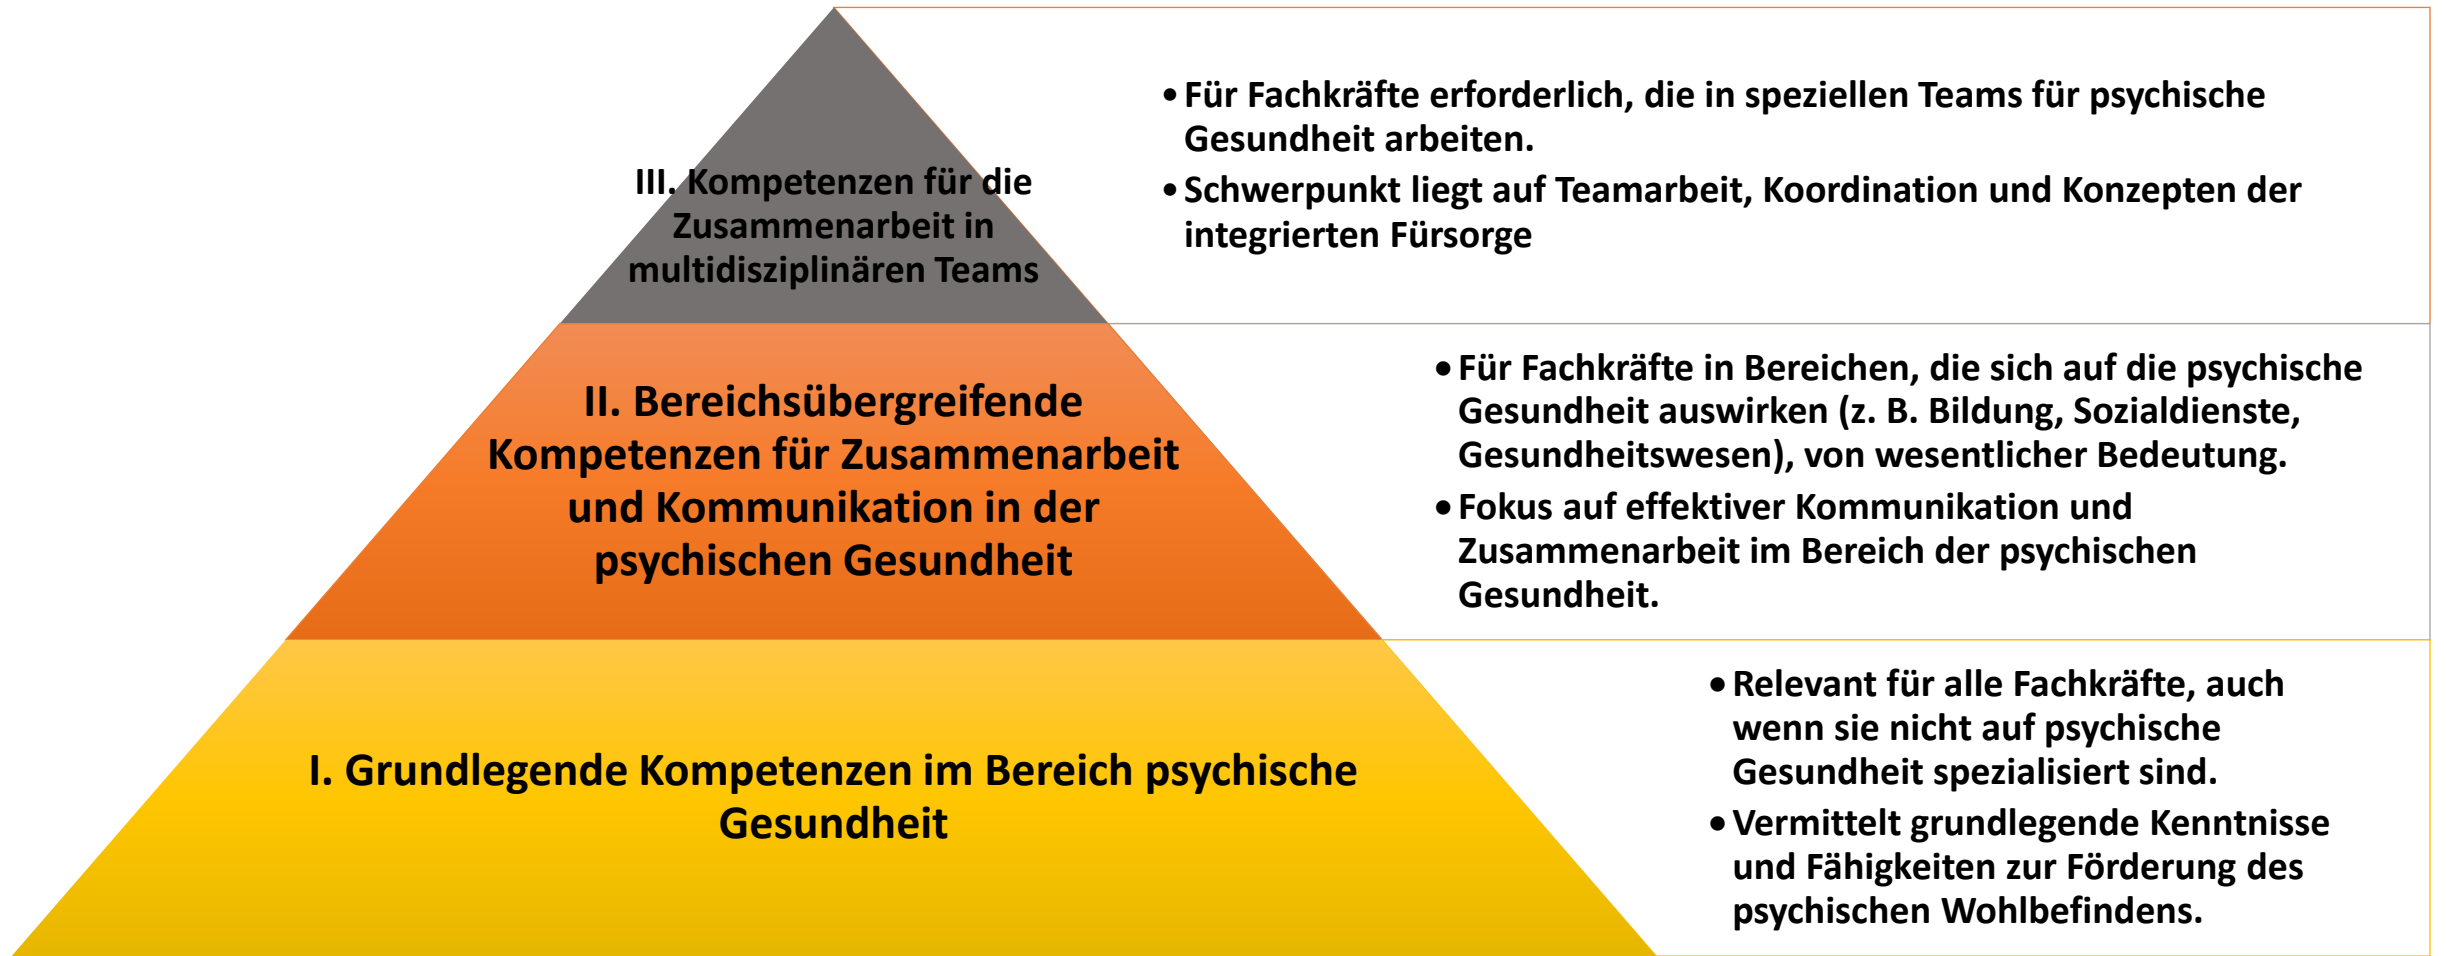 III. Kompetenzen für die
Zusammenarbeit in
multidisziplinären Teams
• Für Fachkräfte erforderlich, die in speziellen Teams für psychische
Gesundheit arbeiten.
• Schwerpunkt liegt auf Teamarbeit, Koordination und Konzepten der
integrierten Fürsorge
II. Bereichsübergreifende
Kompetenzen für Zusammenarbeit
und Kommunikation in der
psychischen Gesundheit
• Für Fachkräfte in Bereichen, die sich auf die psychische
Gesundheit auswirken (z. B. Bildung, Sozialdienste,
Gesundheitswesen), von wesentlicher Bedeutung.
• Fokus auf effektiver Kommunikation und
Zusammenarbeit im Bereich der psychischen
Gesundheit.
I. Grundlegende Kompetenzen im Bereich psychische
Gesundheit
• Relevant für alle Fachkräfte, auch
wenn sie nicht auf psychische
Gesundheit spezialisiert sind.
• Vermittelt grundlegende Kenntnisse
und Fähigkeiten zur Förderung des
psychischen Wohlbefindens.